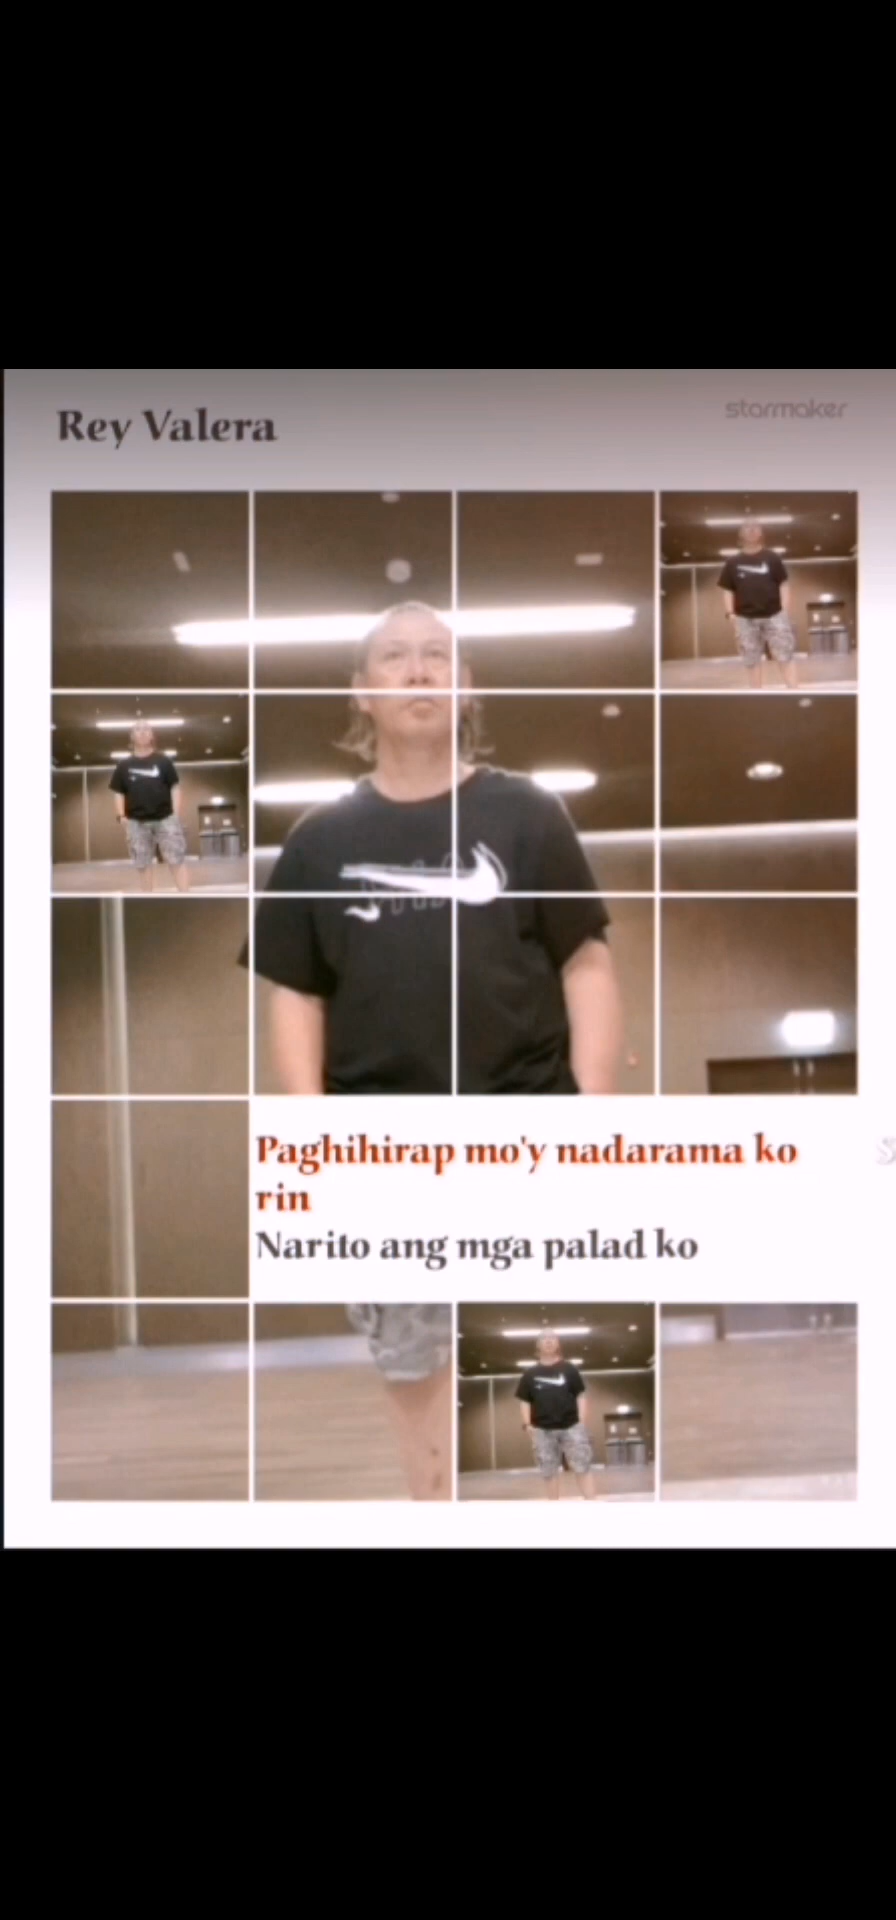 Rey Valera
starmaker
Paghihirap mo'y nadarama ko
rin
Narito ang mga palad ko